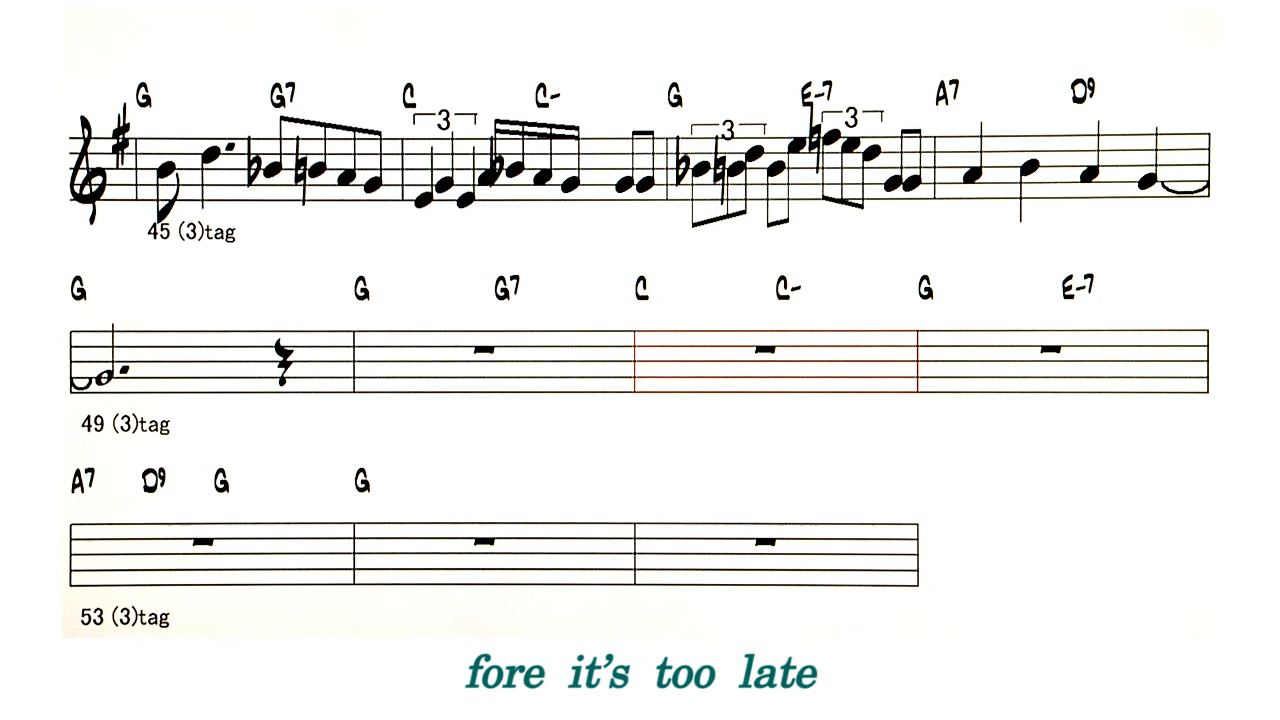 G G7 C C- G E-7 A7 D9
3 3 3
45 (3)tag
G G G7 C C- G E-7
49 (3)tag
A7 D9 G G
53 (3)tag
fore it's too late